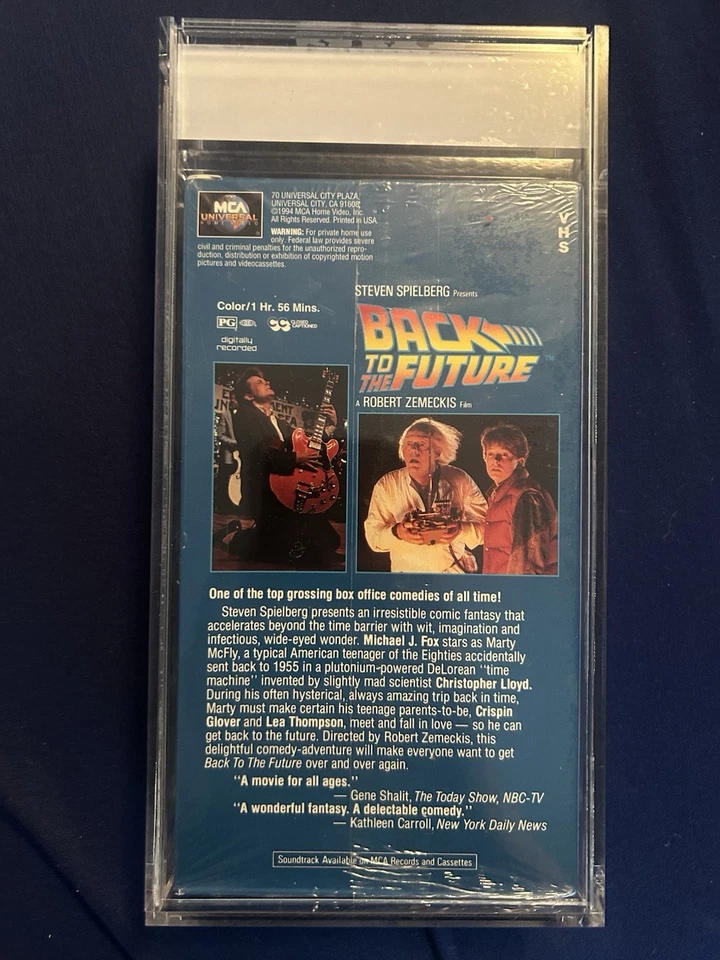 MCA
UNIVERSAL
HOME VIDEO
70 UNIVERSAL CITY PLAZA,
UNIVERSAL CITY, CA 91608
©1994 MCA Home Video, Inc.
All Rights Reserved. Printed in USA.
WARNING: For private home use
only. Federal law provides severe
civil and criminal penalties for the unauthorized repro-
duction, distribution or exhibition of copyrighted motion
pictures and videocassettes.
VHS
STEVEN SPIELBERG Presents
Color/1 Hr. 56 Mins.
PG
CC CLOSED CAPTIONED
digitally
recorded
BACK
TO THE FUTURE™
A ROBERT ZEMECKIS Film
One of the top grossing box office comedies of all time!
Steven Spielberg presents an irresistible comic fantasy that
accelerates beyond the time barrier with wit, imagination and
infectious, wide-eyed wonder. Michael J. Fox stars as Marty
McFly, a typical American teenager of the Eighties accidentally
sent back to 1955 in a plutonium-powered DeLorean "time
machine" invented by slightly mad scientist Christopher Lloyd.
During his often hysterical, always amazing trip back in time,
Marty must make certain his teenage parents-to-be, Crispin
Glover and Lea Thompson, meet and fall in love — so he can
get back to the future. Directed by Robert Zemeckis, this
delightful comedy-adventure will make everyone want to get
Back To The Future over and over again.
"A movie for all ages."
— Gene Shalit, The Today Show, NBC-TV
"A wonderful fantasy. A delectable comedy."
— Kathleen Carroll, New York Daily News
Soundtrack Available on MCA Records and Cassettes